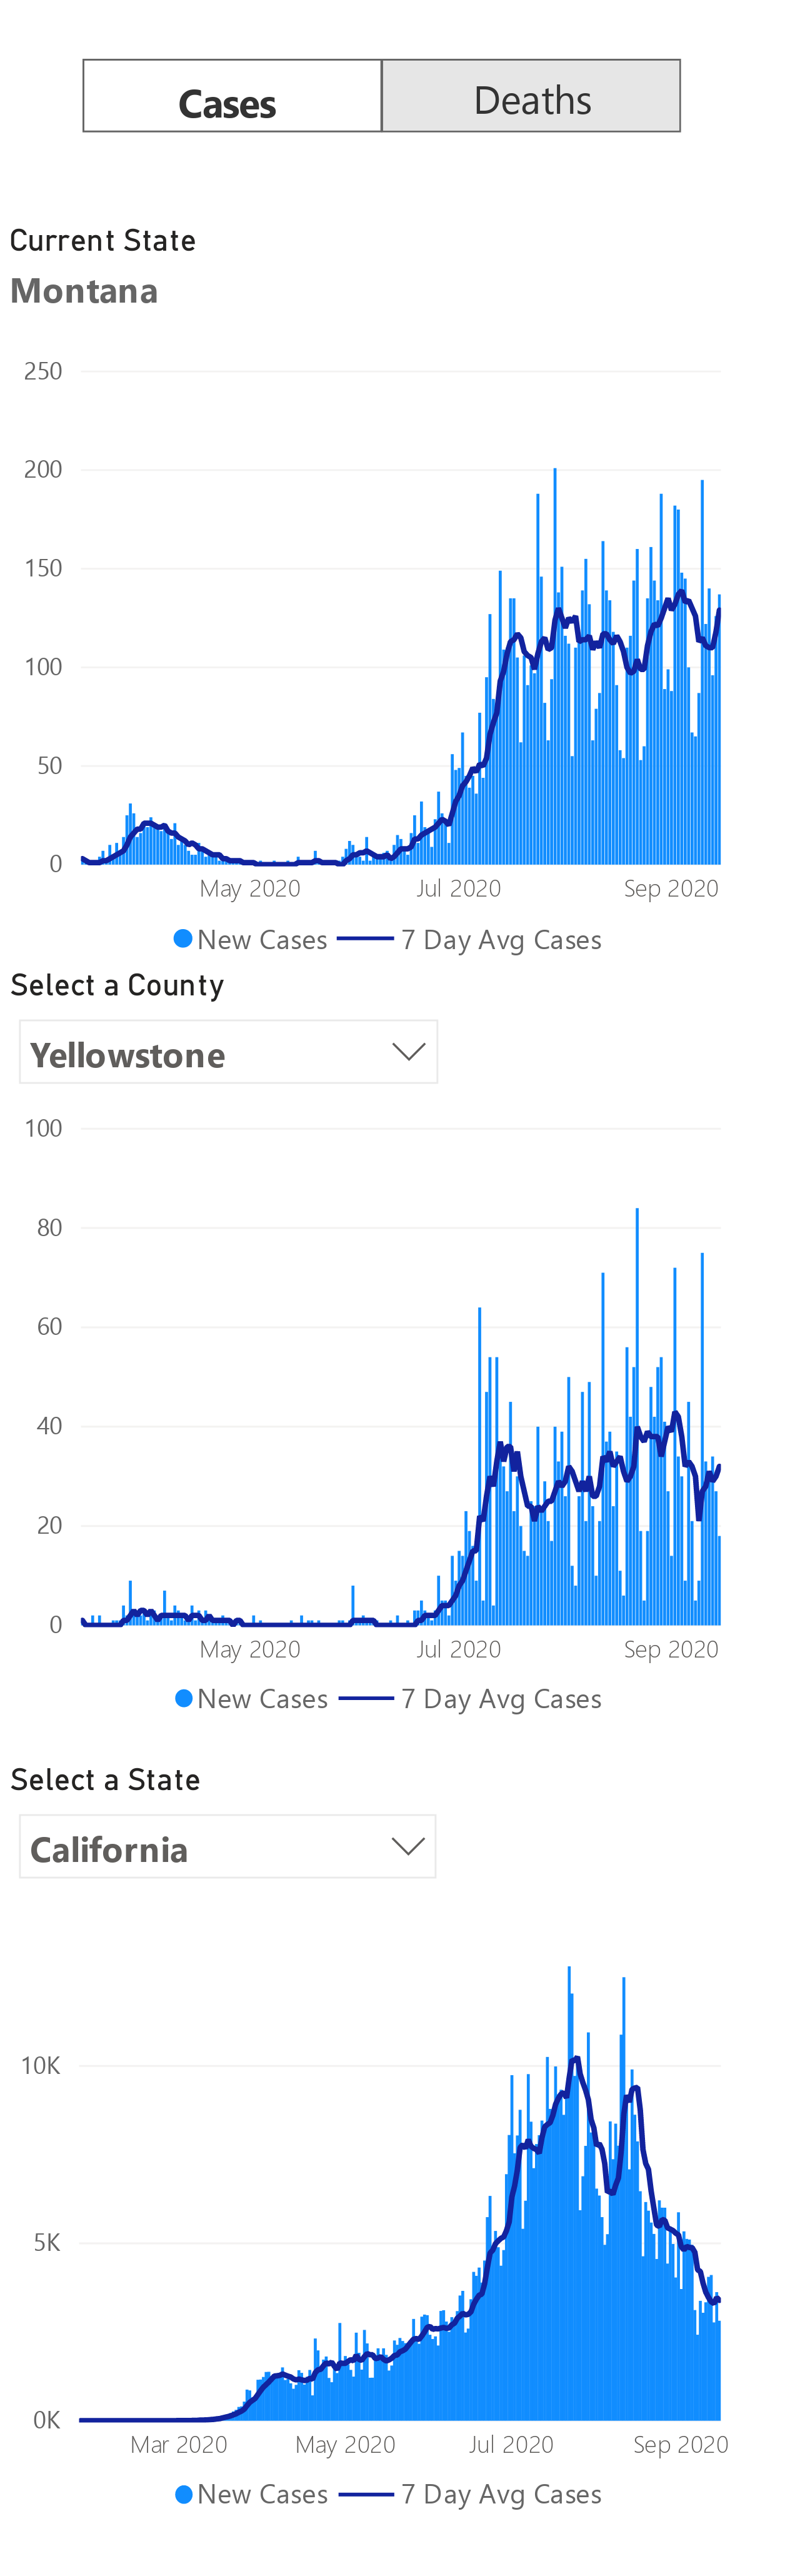 Cases Deaths
Current State
Montana
250
200
150
100
50
0
May 2020 Jul 2020 Sep 2020
New Cases 7 Day Avg Cases
Select a County
Yellowstone
100
80
60
40
20
0
May 2020 Jul 2020 Sep 2020
New Cases 7 Day Avg Cases
Select a State
California
10K
5K
0K
Mar 2020 May 2020 Jul 2020 Sep 2020
New Cases 7 Day Avg Cases